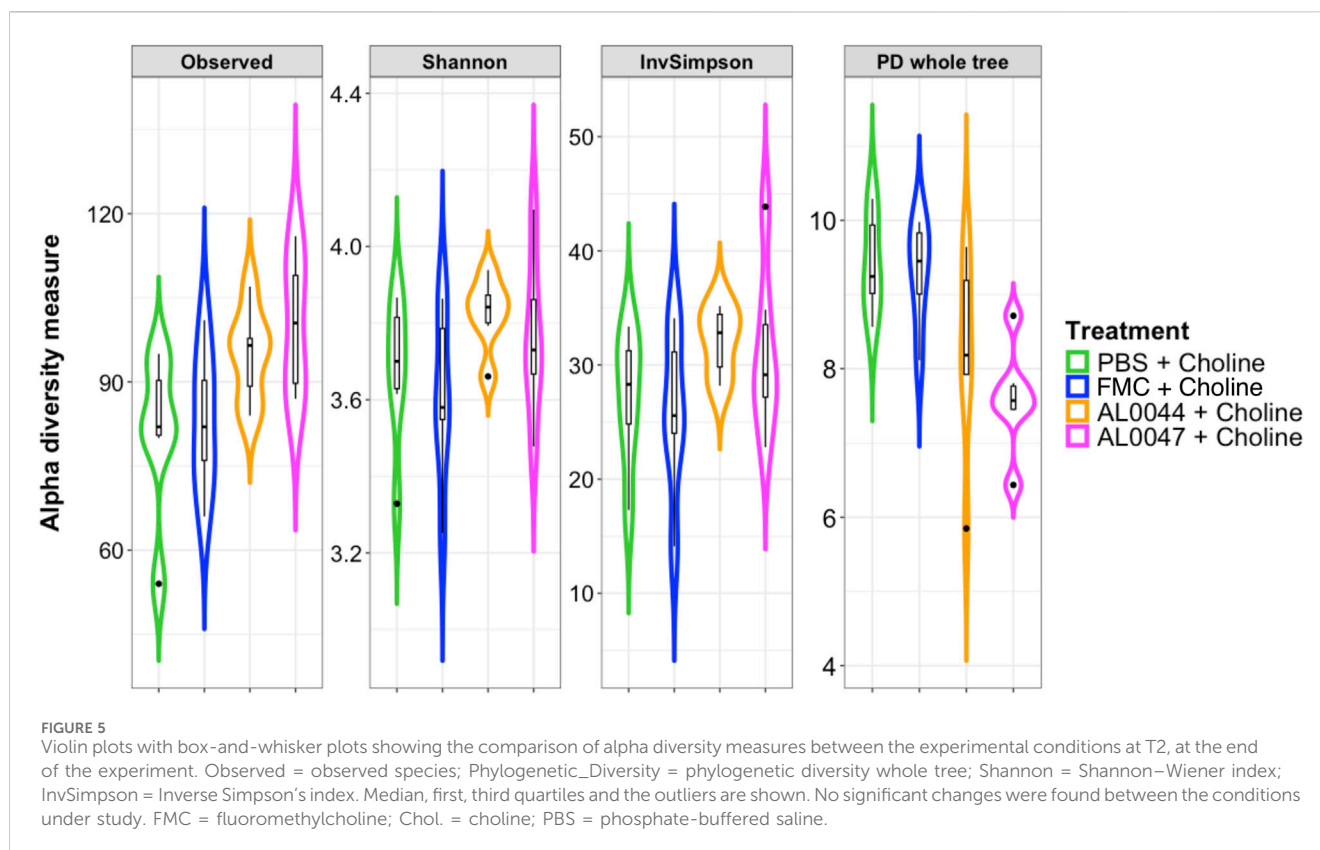 Observed
Shannon
InvSimpson
PD whole tree
Alpha diversity measure
120
90
60
4.4
4.0
3.6
3.2
50
40
30
20
10
10
8
6
4
Treatment
PBS + Choline
FMC + Choline
AL0044 + Choline
AL0047 + Choline
FIGURE 5
Violin plots with box-and-whisker plots showing the comparison of alpha diversity measures between the experimental conditions at T2, at the end
of the experiment. Observed = observed species; Phylogenetic_Diversity = phylogenetic diversity whole tree; Shannon = Shannon–Wiener index;
InvSimpson = Inverse Simpson's index. Median, first, third quartiles and the outliers are shown. No significant changes were found between the conditions
under study. FMC = fluoromethylcholine; Chol. = choline; PBS = phosphate-buffered saline.